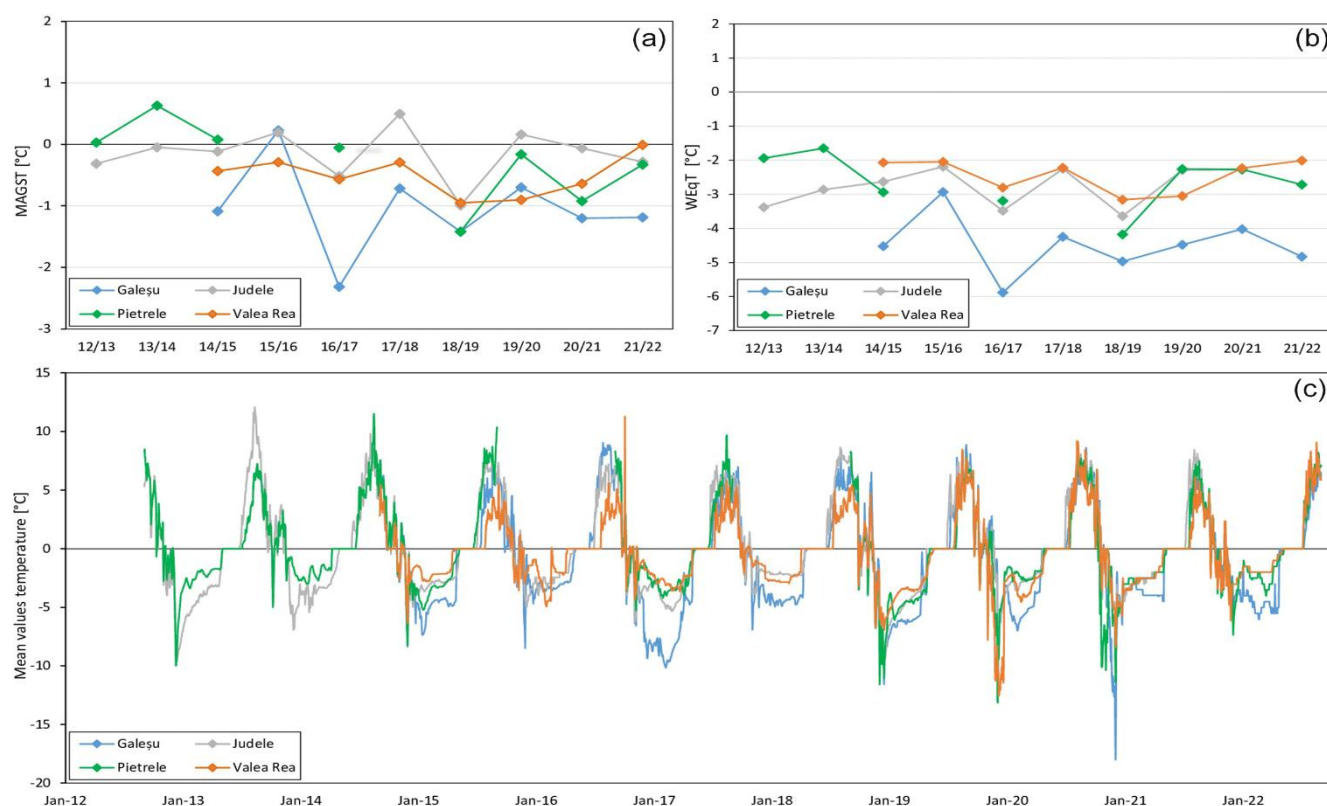 (a)
MAGST [°C]
2
1
0
-1
-2
-3
Galeșu
Judele
Pietrele
Valea Rea
12/13 13/14 14/15 15/16 16/17 17/18 18/19 19/20 20/21 21/22
(b)
WEqT [°C]
2
1
0
-1
-2
-3
-4
-5
-6
-7
Galeșu
Judele
Pietrele
Valea Rea
12/13 13/14 14/15 15/16 16/17 17/18 18/19 19/20 20/21 21/22
(c)
Mean values temperature [°C]
15
10
5
0
-5
-10
-15
-20
Galeșu
Judele
Pietrele
Valea Rea
Jan-12 Jan-13 Jan-14 Jan-15 Jan-16 Jan-17 Jan-18 Jan-19 Jan-20 Jan-21 Jan-22